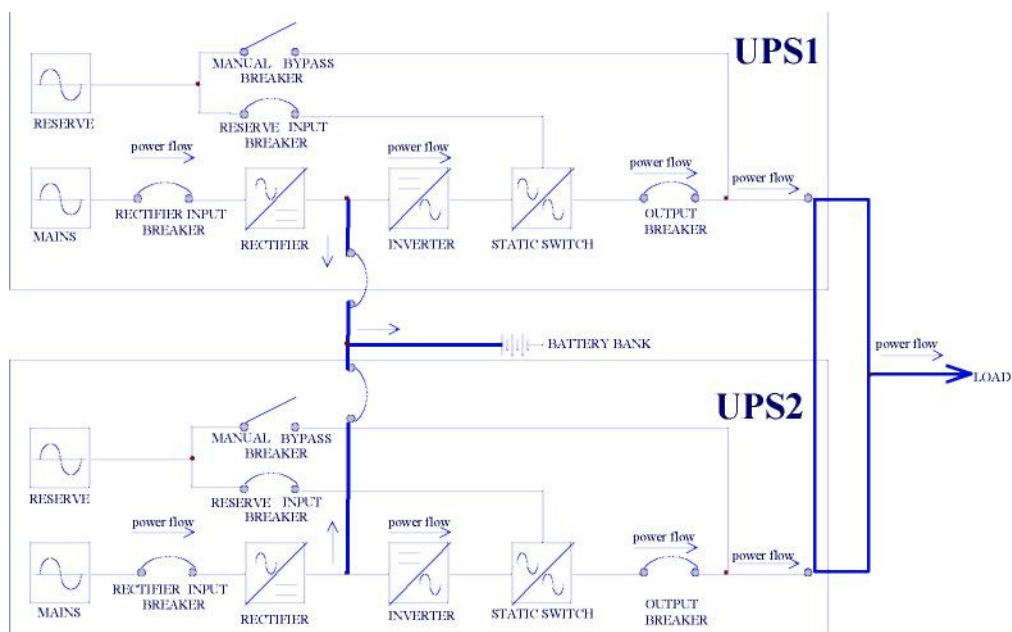 UPS1
MANUAL BYPASS
BREAKER
RESERVE
RESERVE INPUT
BREAKER
power flow
power flow
power flow
power flow
MAINS
RECTIFIER INPUT
BREAKER
RECTIFIER
INVERTER
STATIC SWITCH
OUTPUT
BREAKER
BATTERY BANK
power flow
LOAD
UPS2
MANUAL BYPASS
BREAKER
RESERVE
RESERVE INPUT
BREAKER
power flow
power flow
power flow
power flow
MAINS
RECTIFIER INPUT
BREAKER
RECTIFIER
INVERTER
STATIC SWITCH
OUTPUT
BREAKER